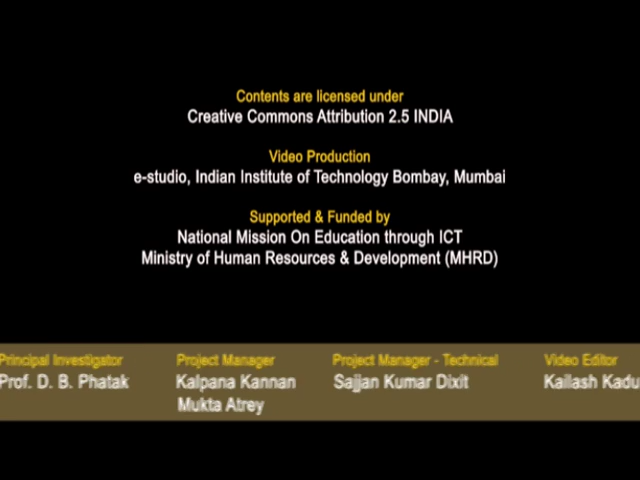 Contents are licensed under
Creative Commons Attribution 2.5 INDIA
Video Production
e-studio, Indian Institute of Technology Bombay, Mumbai
Supported & Funded by
National Mission On Education through ICT
Ministry of Human Resources & Development (MHRD)
Principal Investigator Project Manager Project Manager - Technical Video Editor
Prof. D. B. Phatak Kalpana Kannan Sajjan Kumar Dixit Kailash
Mukta Atrey